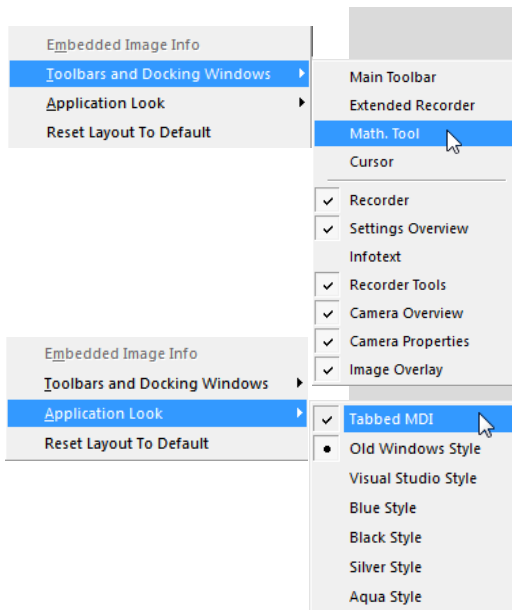 Embedded Image Info
Toolbars and Docking Windows
Application Look
Reset Layout To Default
Main Toolbar
Extended Recorder
Math. Tool
Cursor
Recorder
Settings Overview
Infotext
Recorder Tools
Camera Overview
Camera Properties
Image Overlay
Embedded Image Info
Toolbars and Docking Windows
Application Look
Reset Layout To Default
Tabbed MDI
Old Windows Style
Visual Studio Style
Blue Style
Black Style
Silver Style
Aqua Style